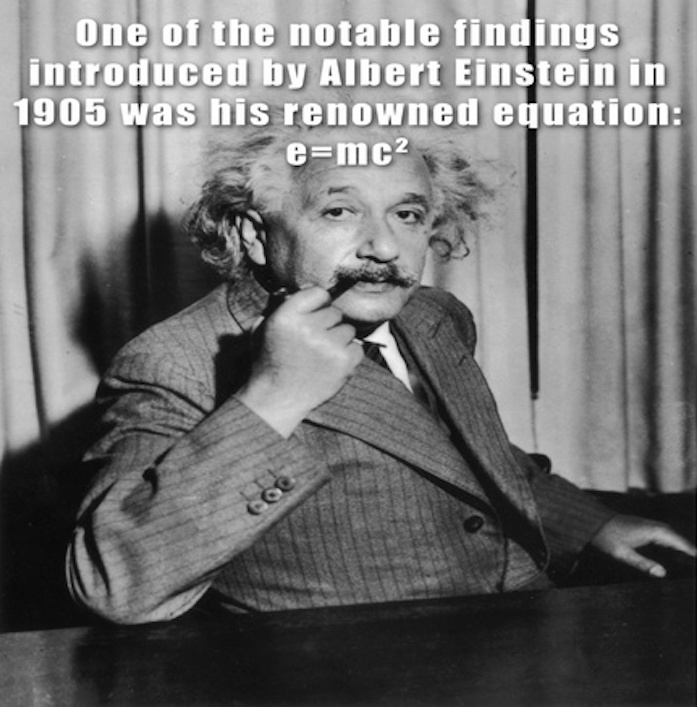 One of the notable findings
introduced by Albert Einstein in
1905 was his renowned equation:
e=mc²